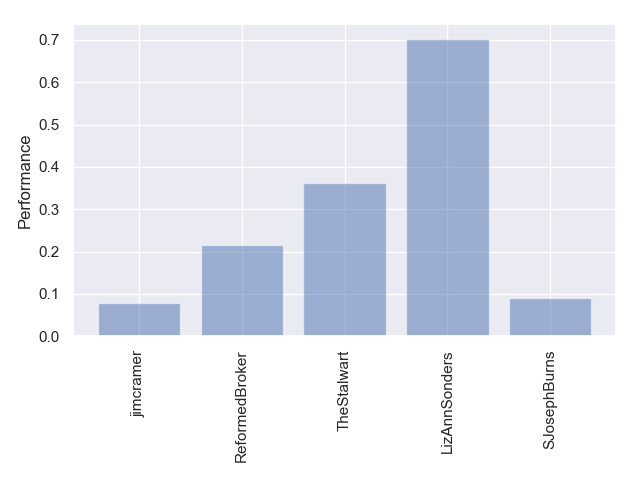 0.7
0.6
0.5
0.4
0.3
0.2
0.1
0.0
Performance
jimcramer
ReformedBroker
TheStalwart
LizAnnSonders
SJosephBurns